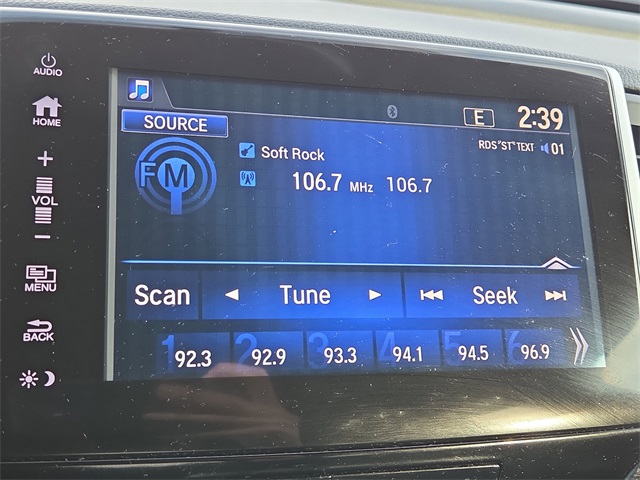 AUDIO
HOME
+
VOL
−
MENU
BACK
SOURCE
E 2:39
RDS "ST" TEXT 01
FM
Soft Rock
106.7 MHz 106.7
Scan Tune Seek
1 92.3 2 92.9 3 93.3 4 94.1 5 94.5 6 96.9